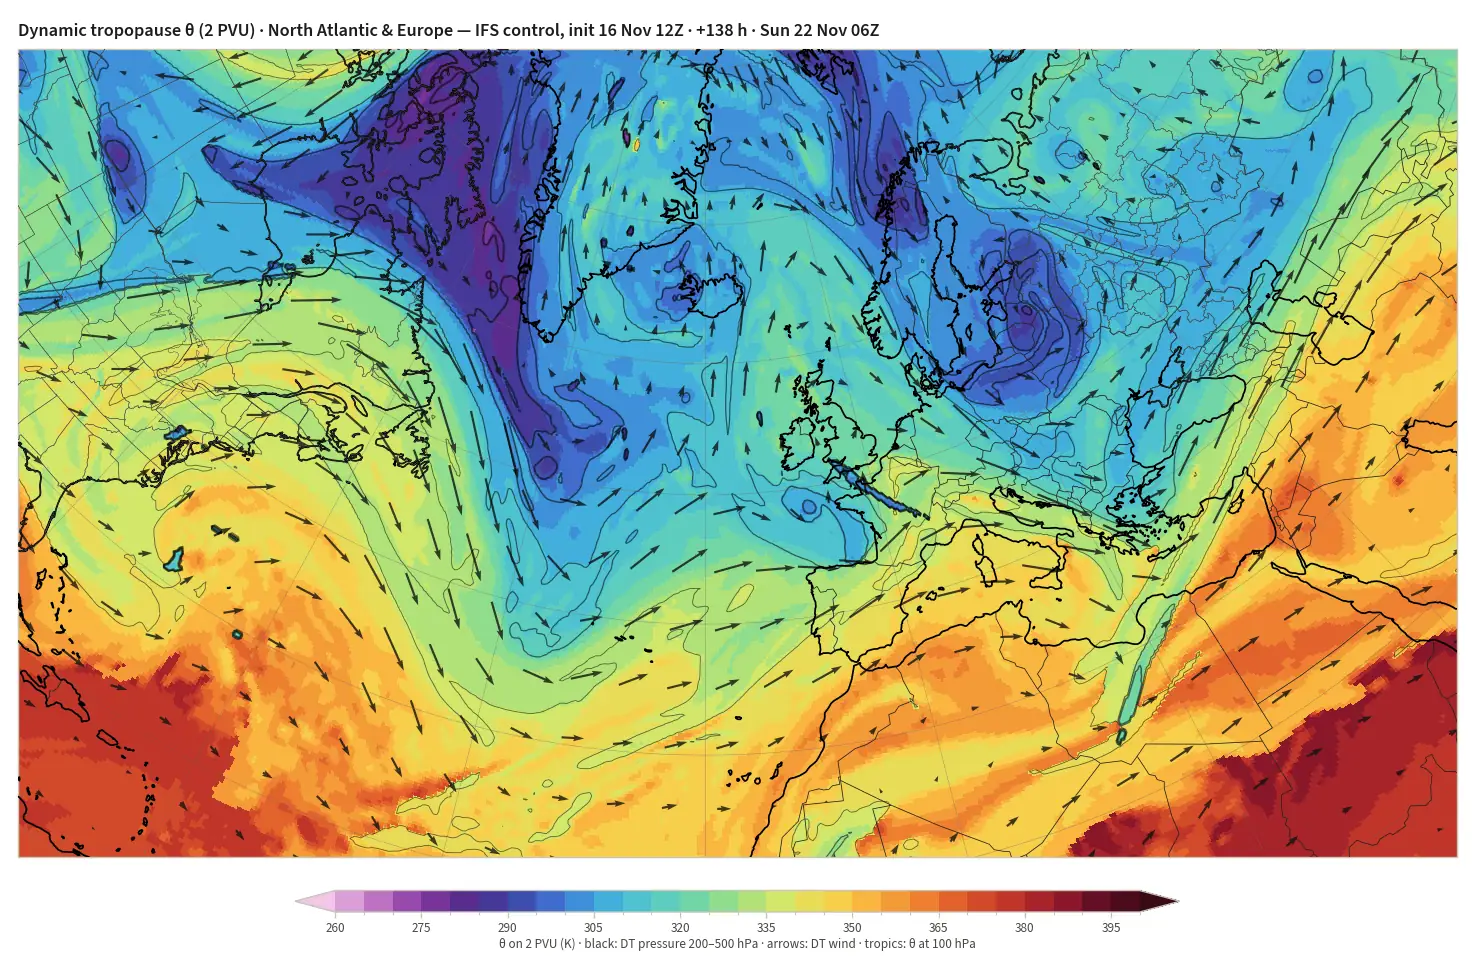 Dynamic tropopause θ (2 PVU) · North Atlantic & Europe — IFS control, init 16 Nov 12Z · +138 h · Sun 22 Nov 06Z
260 275 290 305 320 335 350 365 380 395
θ on 2 PVU (K) · black: DT pressure 200–500 hPa · arrows: DT wind · tropics: θ at 100 hPa